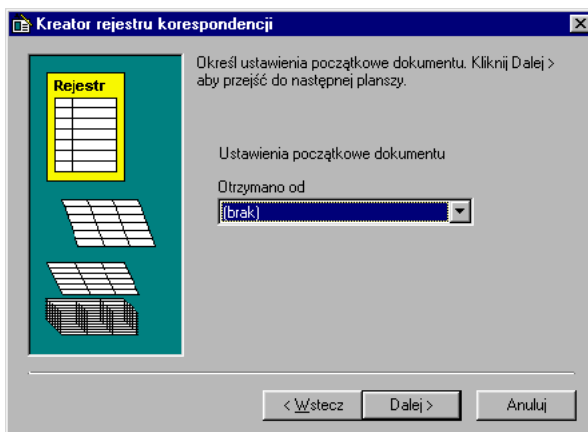 Kreator rejestru korespondencji
Rejestr
Określ ustawienia początkowe dokumentu. Kliknij Dalej >
aby przejść do następnej planszy.
Ustawienia początkowe dokumentu
Otrzymano od
(brak)
< Wstecz
Dalej >
Anuluj